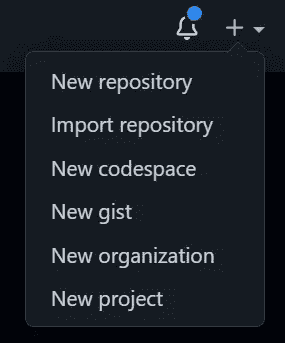 New repository
Import repository
New codespace
New gist
New organization
New project